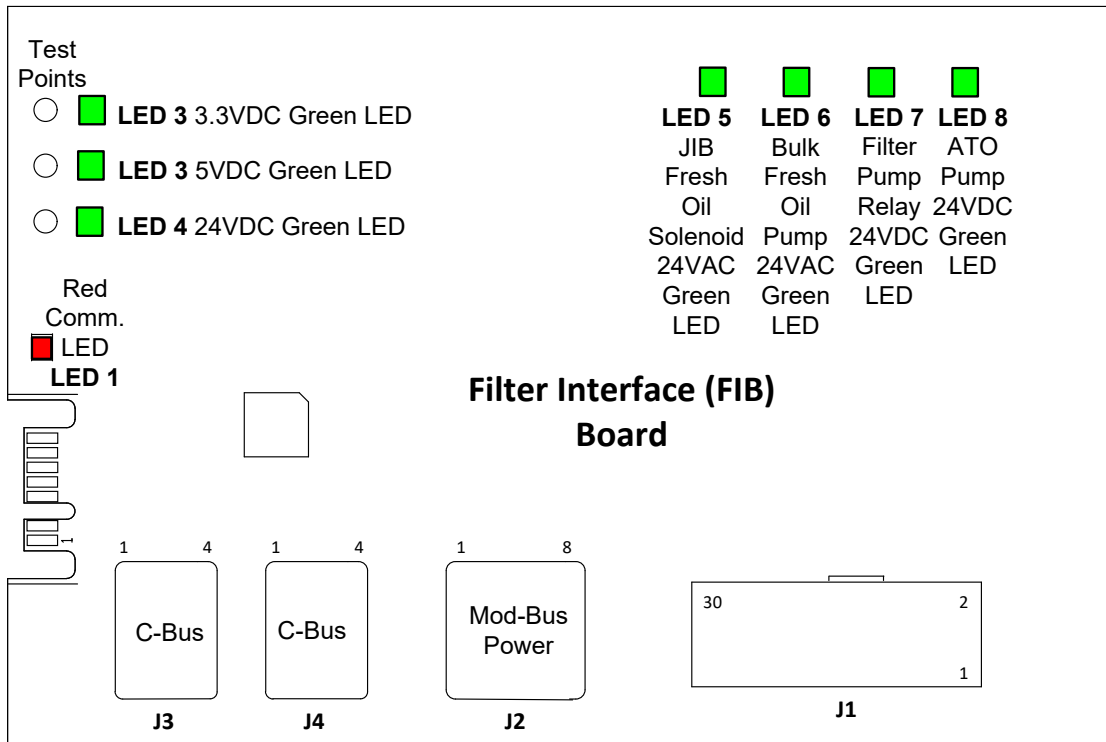 Test
Points
LED 3 3.3VDC Green LED
LED 3 5VDC Green LED
LED 4 24VDC Green LED
Red
Comm.
LED
LED 1
LED 5
JIB
Fresh
Oil
Solenoid
24VAC
Green
LED
LED 6
Bulk
Fresh
Oil
Pump
24VAC
Green
LED
LED 7
Filter
Pump
Relay
24VDC
Green
LED
LED 8
ATO
Pump
24VDC
Green
LED
Filter Interface (FIB)
Board
1
1 4
C-Bus
J3
1 4
C-Bus
J4
1 8
Mod-Bus
Power
J2
30 2
1
J1